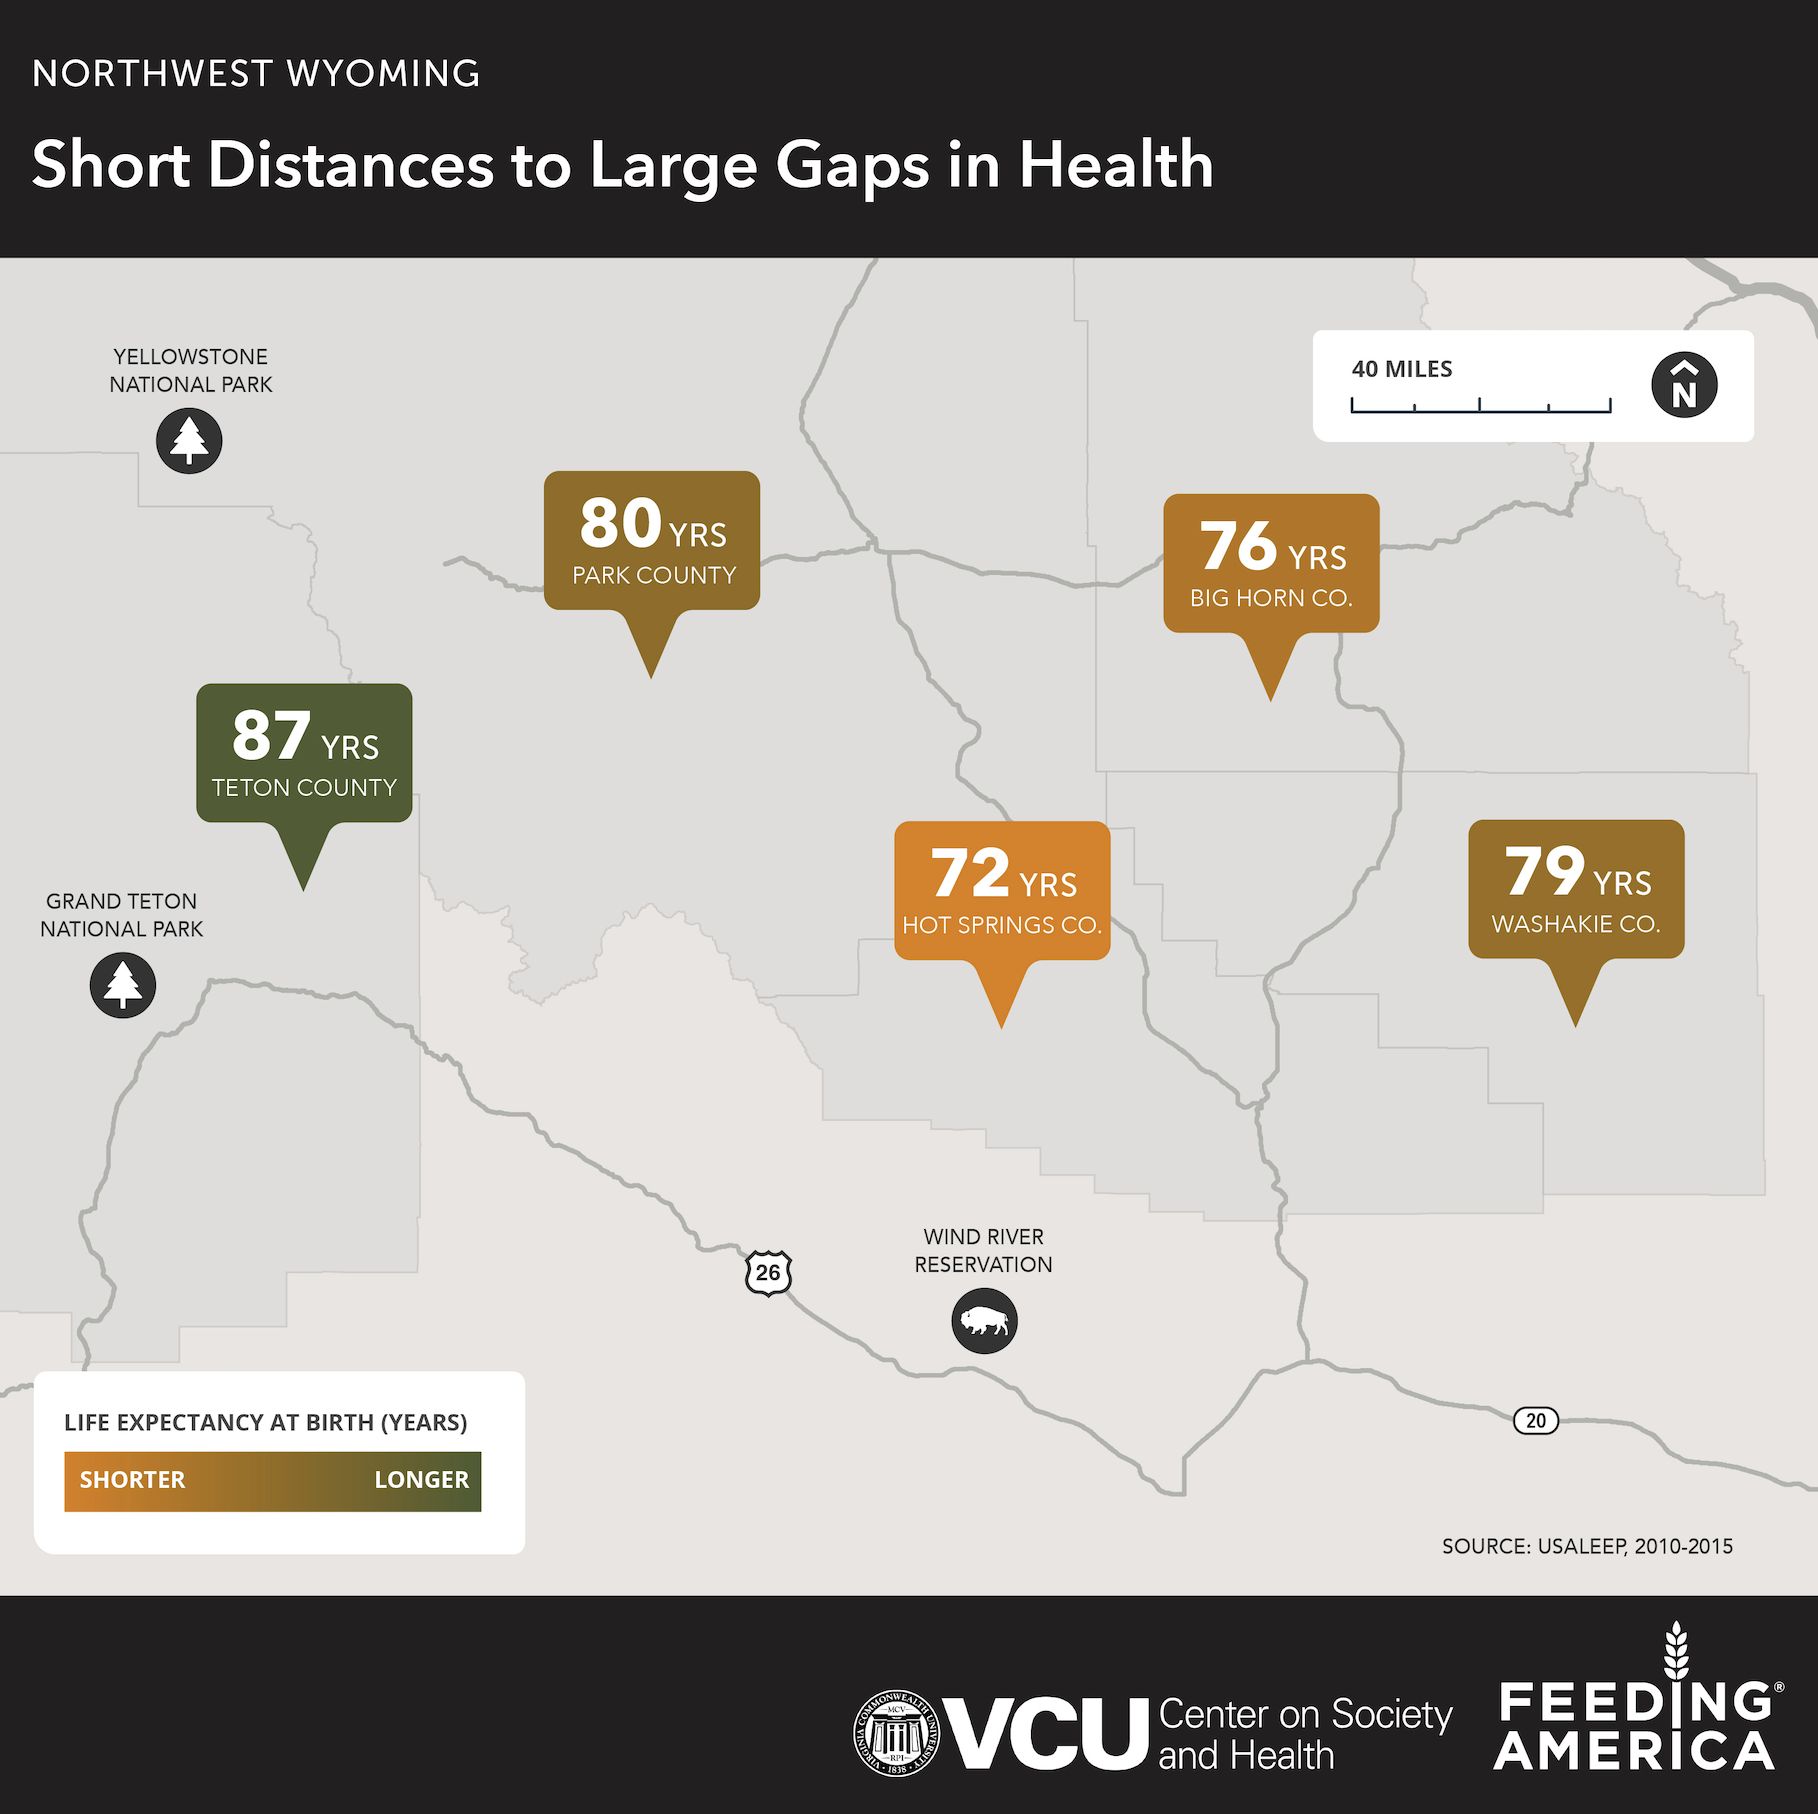 NORTHWEST WYOMING
Short Distances to Large Gaps in Health
YELLOWSTONE
NATIONAL PARK
40 MILES
N
80 YRS
PARK COUNTY
76 YRS
BIG HORN CO.
87 YRS
TETON COUNTY
72 YRS
HOT SPRINGS CO.
79 YRS
WASHAKIE CO.
GRAND TETON
NATIONAL PARK
WIND RIVER
RESERVATION
26
20
LIFE EXPECTANCY AT BIRTH (YEARS)
SHORTER LONGER
SOURCE: USALEEP, 2010-2015
VIRGINIA COMMONWEALTH UNIVERSITY
MCV
RPI
1838
VCU
Center on Society
and Health
FEEDING®
AMERICA